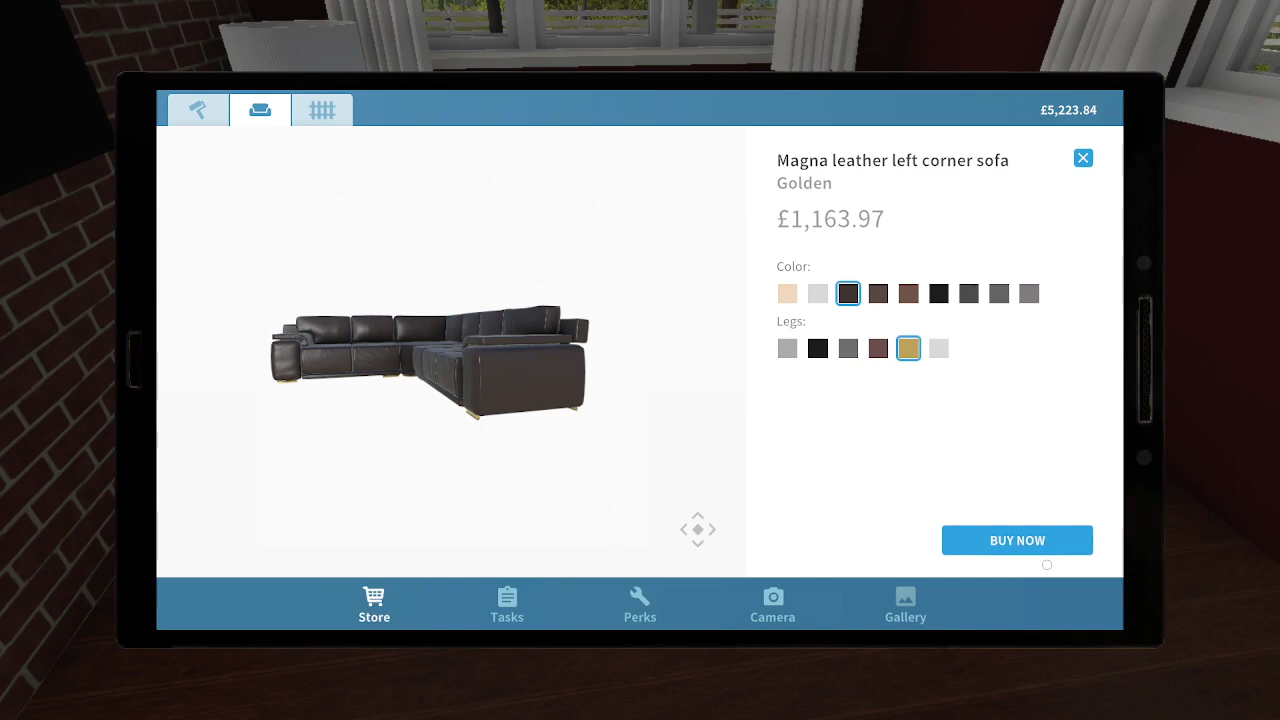 £5,223.84
Magna leather left corner sofa
Golden
£1,163.97
Color:
Legs:
BUY NOW
Store
Tasks
Perks
Camera
Gallery